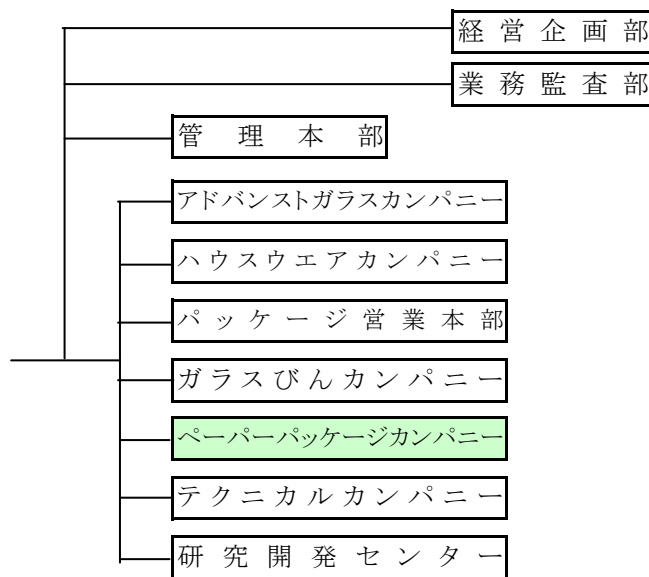 経営企画部
業務監査部
管理本部
アドバンストガラスカンパニー
ハウスウエアカンパニー
パッケージ営業本部
ガラスびんカンパニー
ペーパーパッケージカンパニー
テクニカルカンパニー
研究開発センター